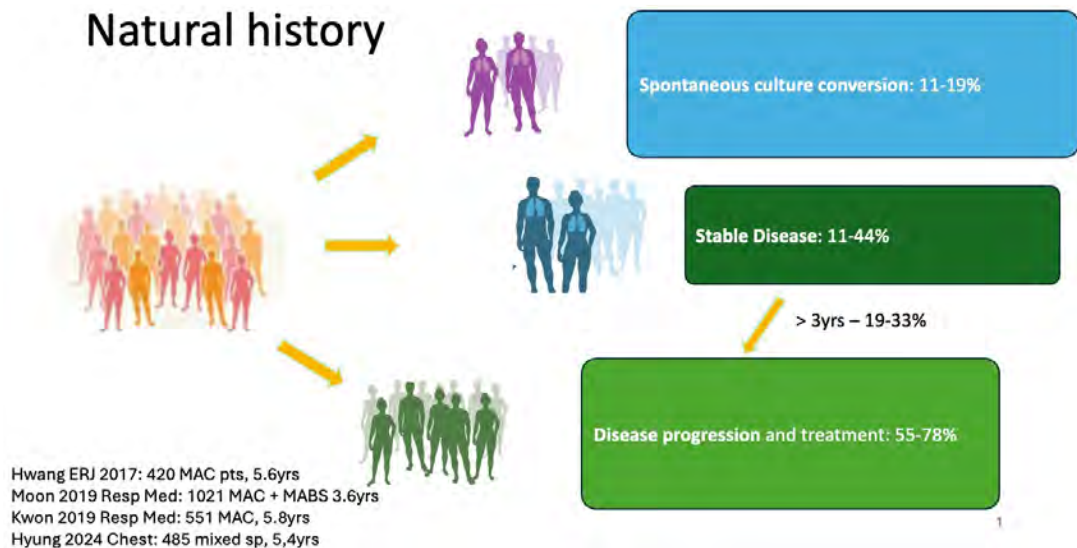 Natural history
Spontaneous culture conversion: 11-19%
Stable Disease: 11-44%
> 3yrs – 19-33%
Disease progression and treatment: 55-78%
Hwang ERJ 2017: 420 MAC pts, 5.6yrs
Moon 2019 Resp Med: 1021 MAC + MABS 3.6yrs
Kwon 2019 Resp Med: 551 MAC, 5.8yrs
Hyung 2024 Chest: 485 mixed sp, 5,4yrs
1